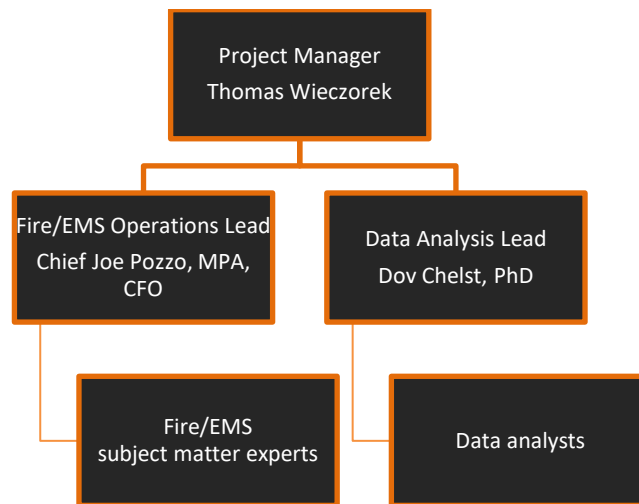 Project Manager
Thomas Wieczorek
Fire/EMS Operations Lead
Chief Joe Pozzo, MPA,
CFO
Data Analysis Lead
Dov Chelst, PhD
Fire/EMS
subject matter experts
Data analysts